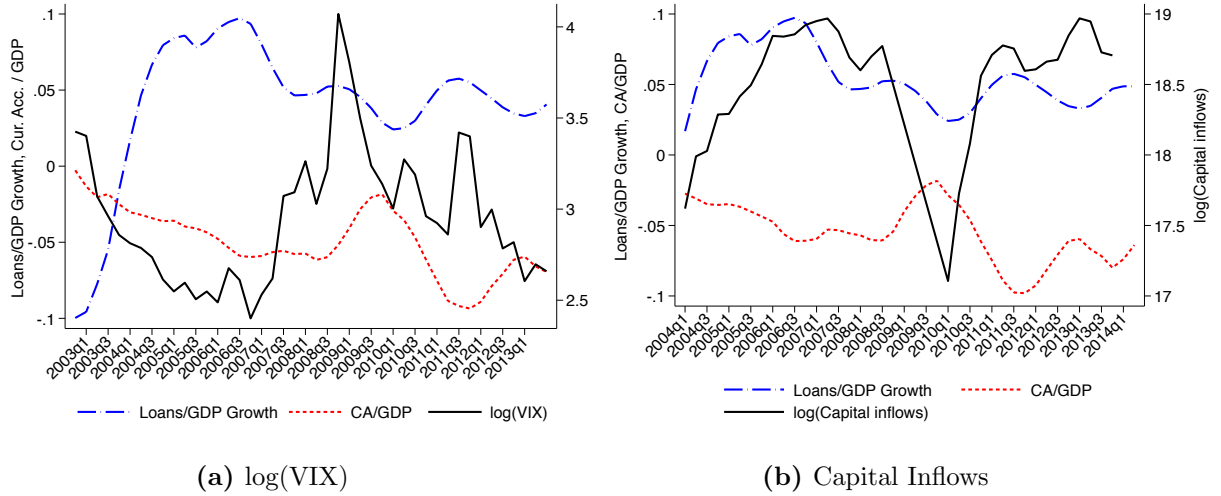 .1
.05
0
-.05
-.1
Loans/GDP Growth, Cur. Acc. / GDP
4
3.5
3
2.5
2003q1
2003q3
2004q1
2004q3
2005q1
2005q3
2006q1
2006q3
2007q1
2007q3
2008q1
2008q3
2009q1
2009q3
2010q1
2010q3
2011q1
2011q3
2012q1
2012q3
2013q1
Loans/GDP Growth CA/GDP log(VIX)
(a) log(VIX)
.1
.05
0
-.05
-.1
Loans/GDP Growth, CA/GDP
19
18.5
18
17.5
17
log(Capital inflows)
2004q1
2004q3
2005q1
2005q3
2006q1
2006q3
2007q1
2007q3
2008q1
2008q3
2009q1
2009q3
2010q1
2010q3
2011q1
2011q3
2012q1
2012q3
2013q1
2013q3
2014q1
Loans/GDP Growth CA/GDP
log(Capital inflows)
(b) Capital Inflows